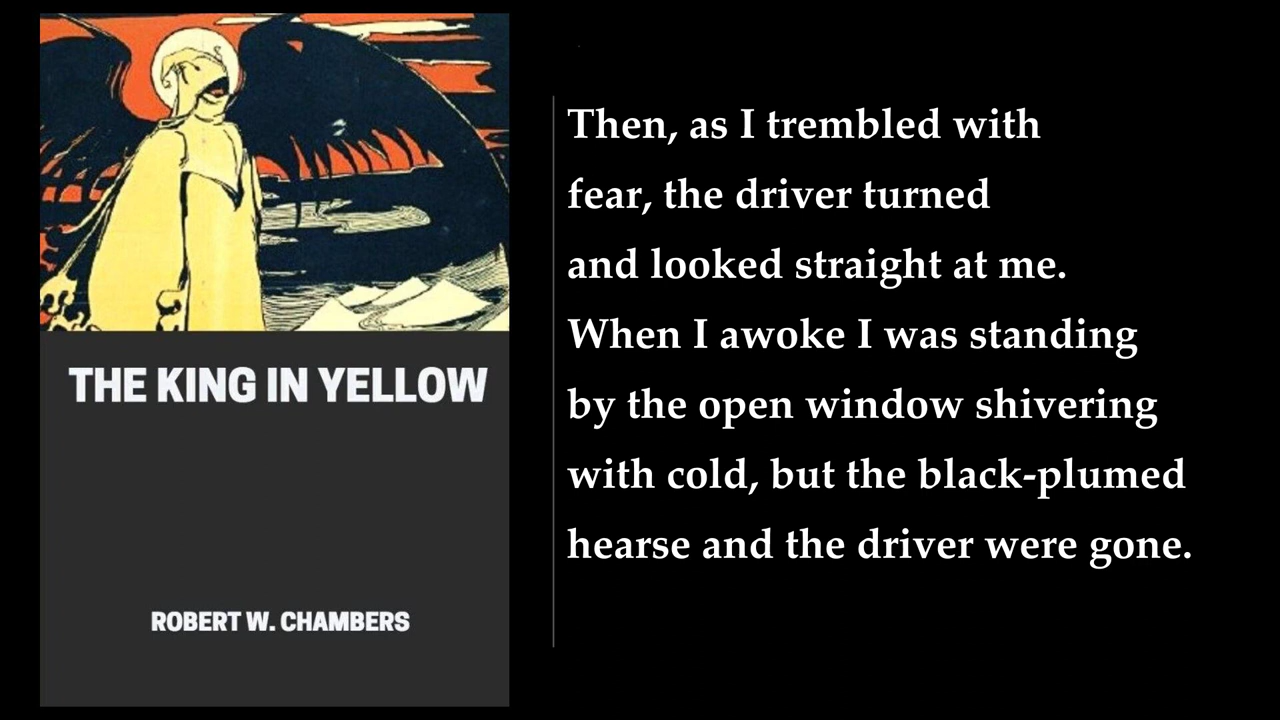 THE KING IN YELLOW
ROBERT W. CHAMBERS
Then, as I trembled with
fear, the driver turned
and looked straight at me.
When I awoke I was standing
by the open window shivering
with cold, but the black-plumed
hearse and the driver were gone.